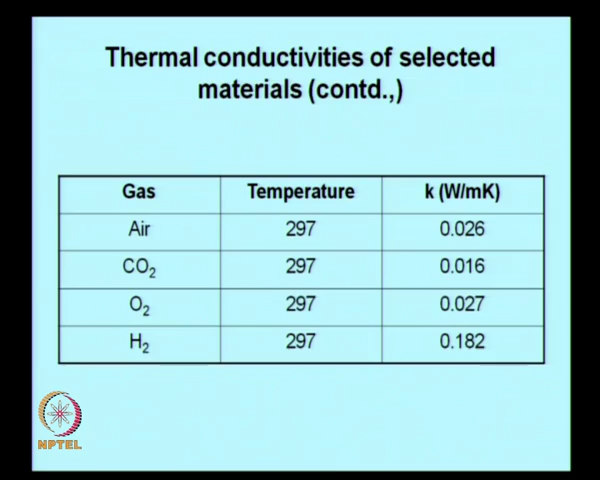 Thermal conductivities of selected
materials (contd.,)
Gas Temperature k (W/mK)
Air 297 0.026
CO2 297 0.016
O2 297 0.027
H2 297 0.182
NPTEL